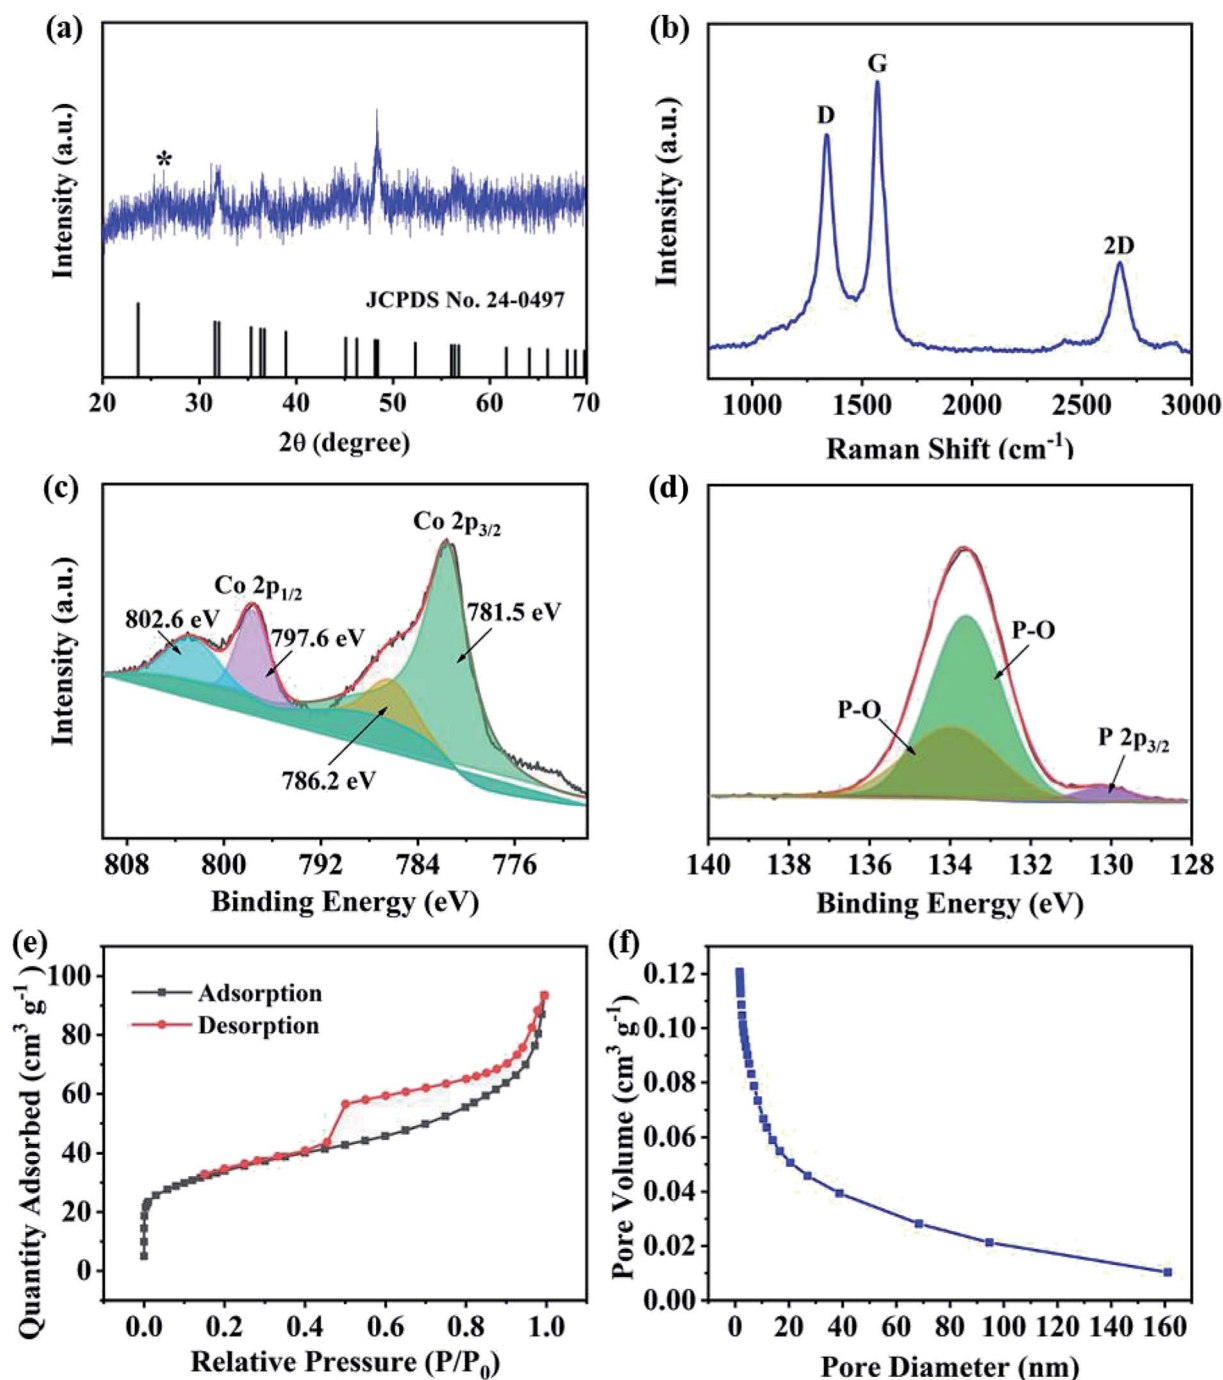 (a)
Intensity (a.u.)
*
JCPDS No. 24-0497
20 30 40 50 60 70
2θ (degree)
(b)
Intensity (a.u.)
D
G
2D
1000 1500 2000 2500 3000
Raman Shift (cm⁻¹)
(c)
Intensity (a.u.)
Co 2p3/2
Co 2p1/2
802.6 eV
797.6 eV
781.5 eV
786.2 eV
808 800 792 784 776
Binding Energy (eV)
(d)
P-O
P-O
P 2p3/2
140 138 136 134 132 130 128
Binding Energy (eV)
(e)
Quantity Adsorbed (cm³ g⁻¹ )
100
80
60
40
20
0
Adsorption
Desorption
0.0 0.2 0.4 0.6 0.8 1.0
Relative Pressure (P/P0)
(f)
Pore Volume (cm³ g⁻¹)
0.12
0.10
0.08
0.06
0.04
0.02
0.00
0 20 40 60 80 100 120 140 160
Pore Diameter (nm)